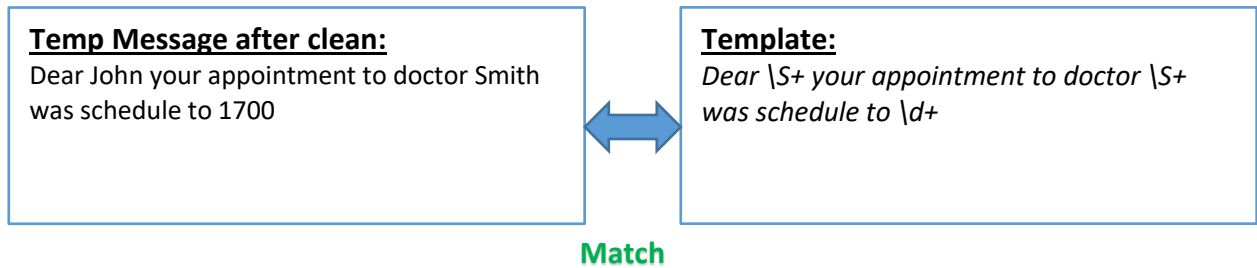 Temp Message after clean:
Dear John your appointment to doctor Smith
was schedule to 1700
Template:
Dear \S+ your appointment to doctor \S+
was schedule to \d+
Match